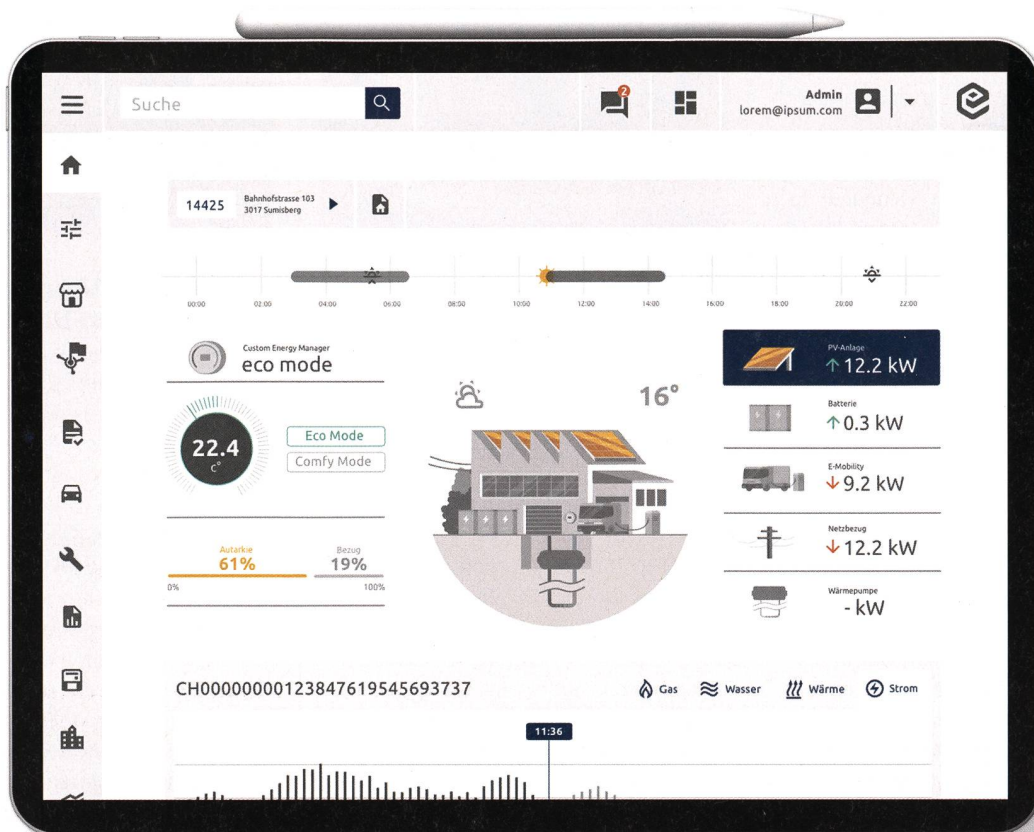 Suche
2
Admin
lorem@ipsum.com
14425
Bahnhofstrasse 103
3017 Sumisberg
00:00 02:00 04:00 06:00 08:00 10:00 12:00 14:00 16:00 18:00 20:00 22:00
Custom Energy Manager
eco mode
22.4
c°
Eco Mode
Comfy Mode
Autarkie
61%
Bezug
19%
0% 100%
16°
PV-Anlage
↑ 12.2 kW
Batterie
↑ 0.3 kW
E-Mobility
↓ 9.2 kW
Netzbezug
↓ 12.2 kW
Wärmepumpe
- kW
CH00000000123847619545693737
Gas Wasser Wärme Strom
11:36